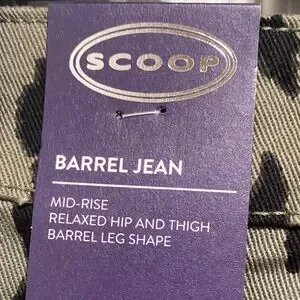 SCOOP
BARREL JEAN
MID-RISE
RELAXED HIP AND THIGH
BARREL LEG SHAPE